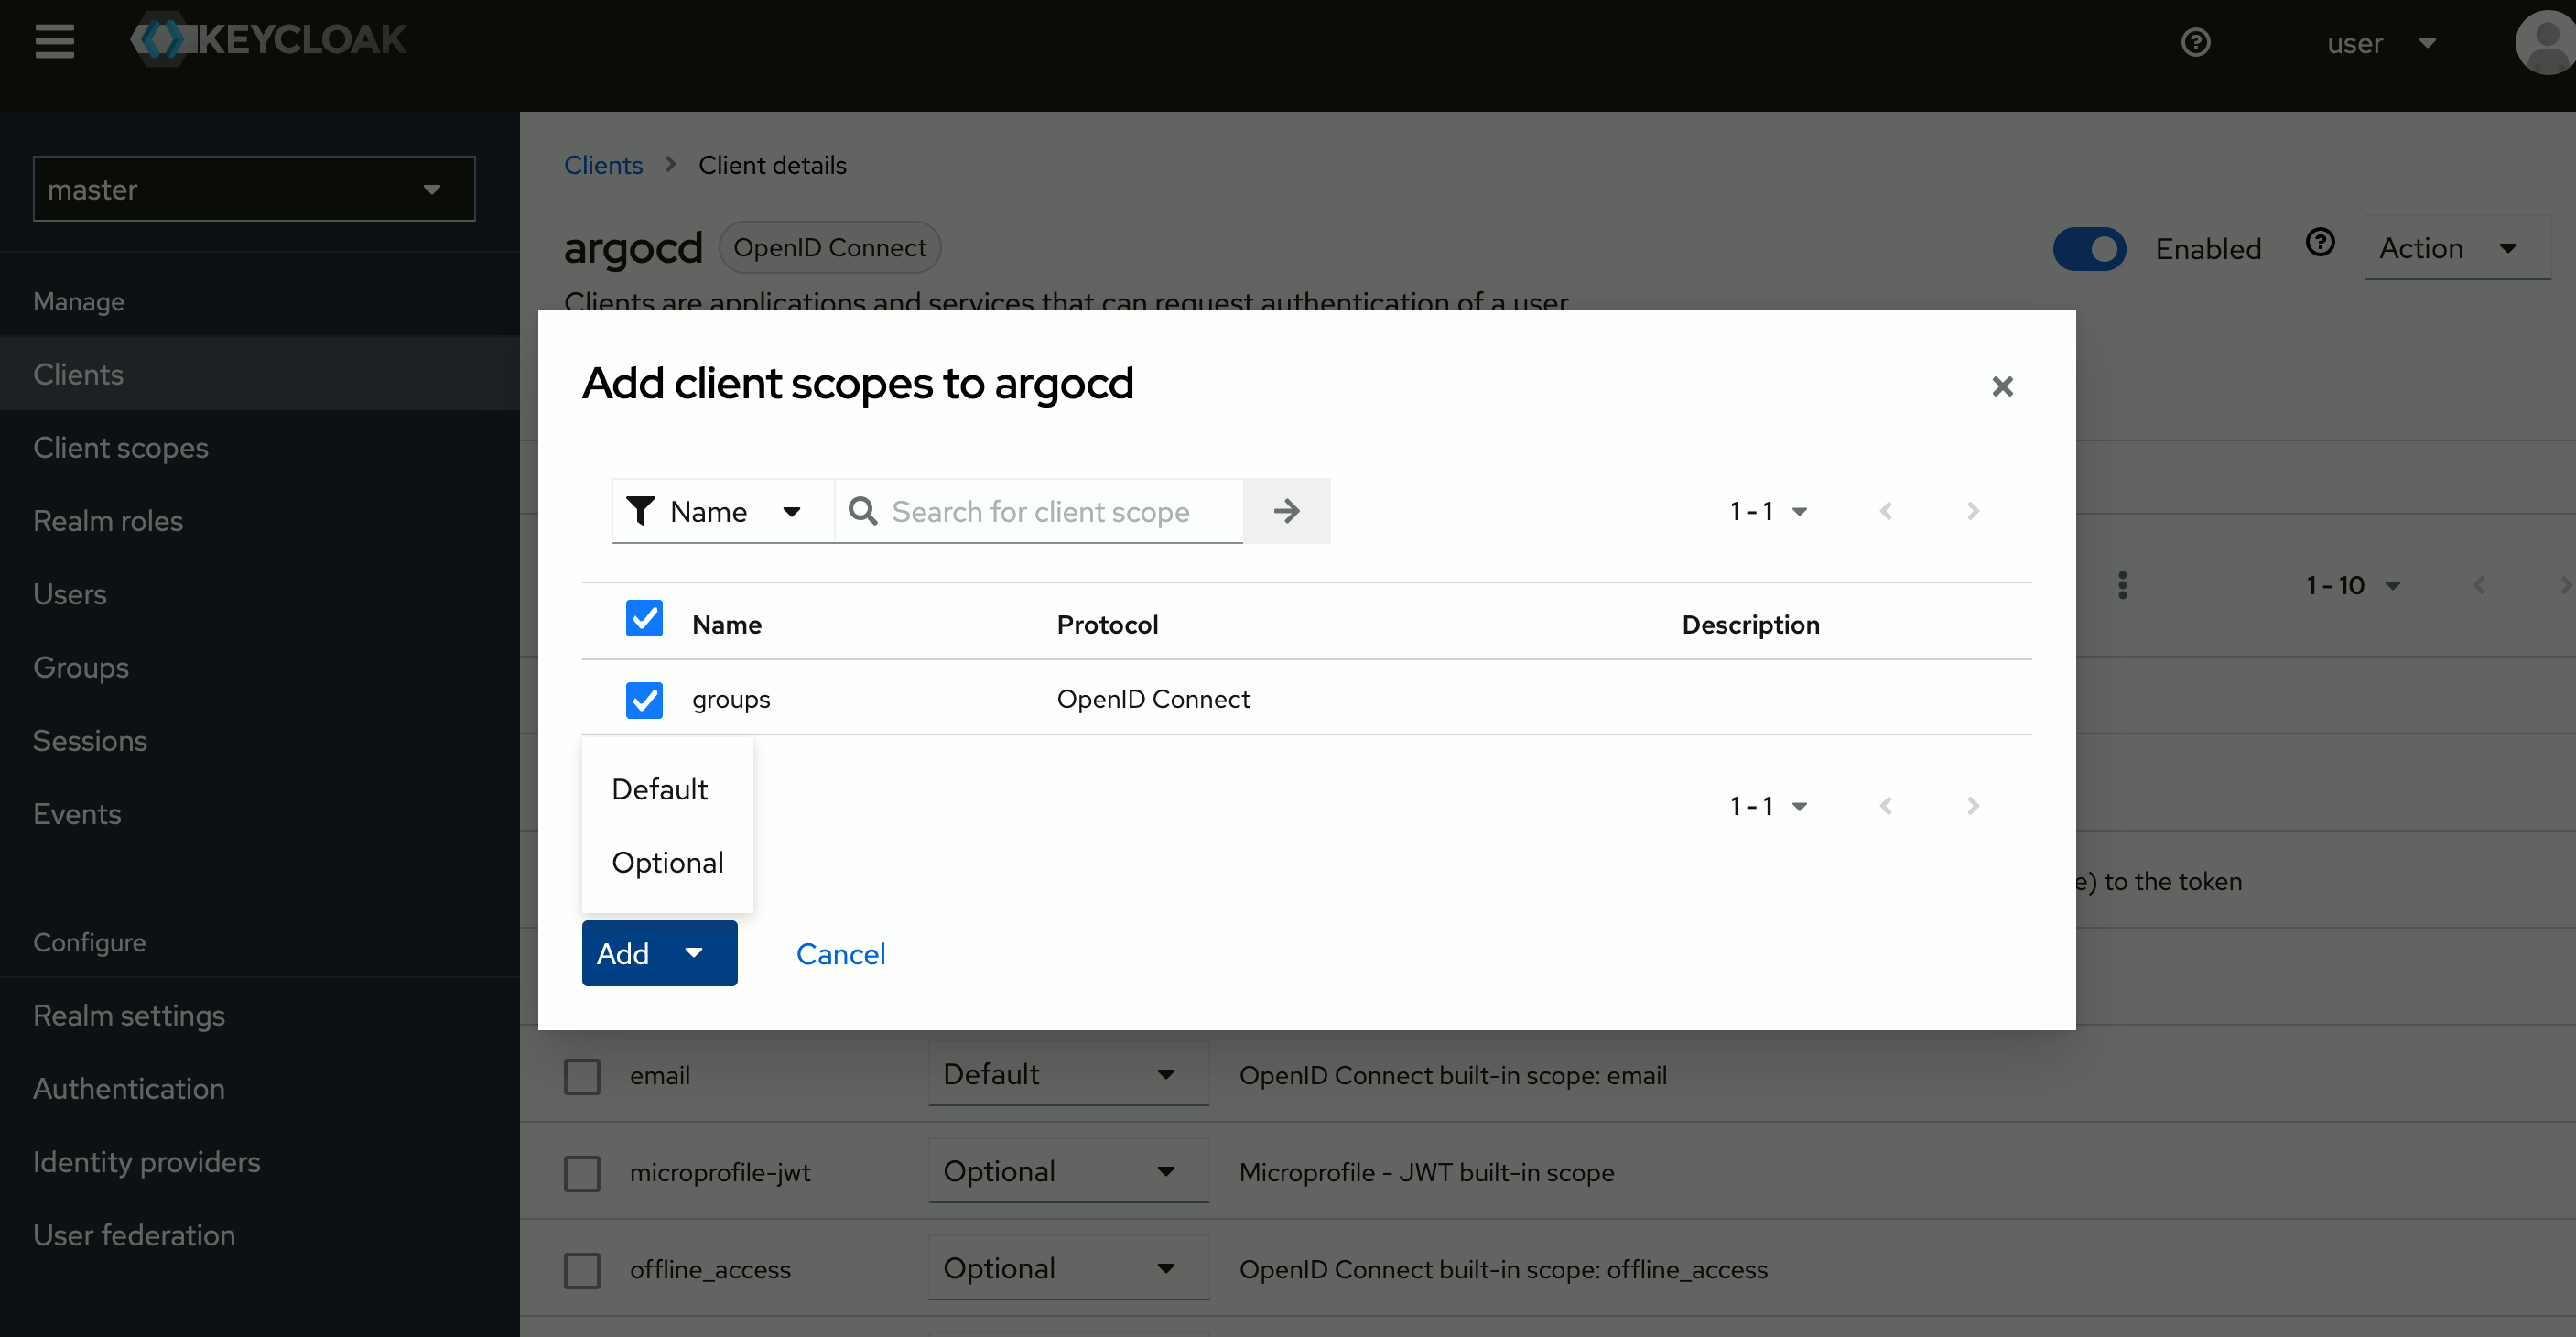 KEYCLOAK
user
master
Manage
Clients
Client scopes
Realm roles
Users
Groups
Sessions
Events
Configure
Realm settings
Authentication
Identity providers
User federation
Clients Client details
argocd OpenID Connect
Enabled Action
Clients are applications and services that can request authentication of a user.
Add client scopes to argocd
Name Search for client scope 1 - 1
Name Protocol Description
groups OpenID Connect
Default
Optional
1 - 1
Add Cancel
1 - 10
e) to the token
email Default OpenID Connect built-in scope: email
microprofile-jwt Optional Microprofile - JWT built-in scope
offline_access Optional OpenID Connect built-in scope: offline_access